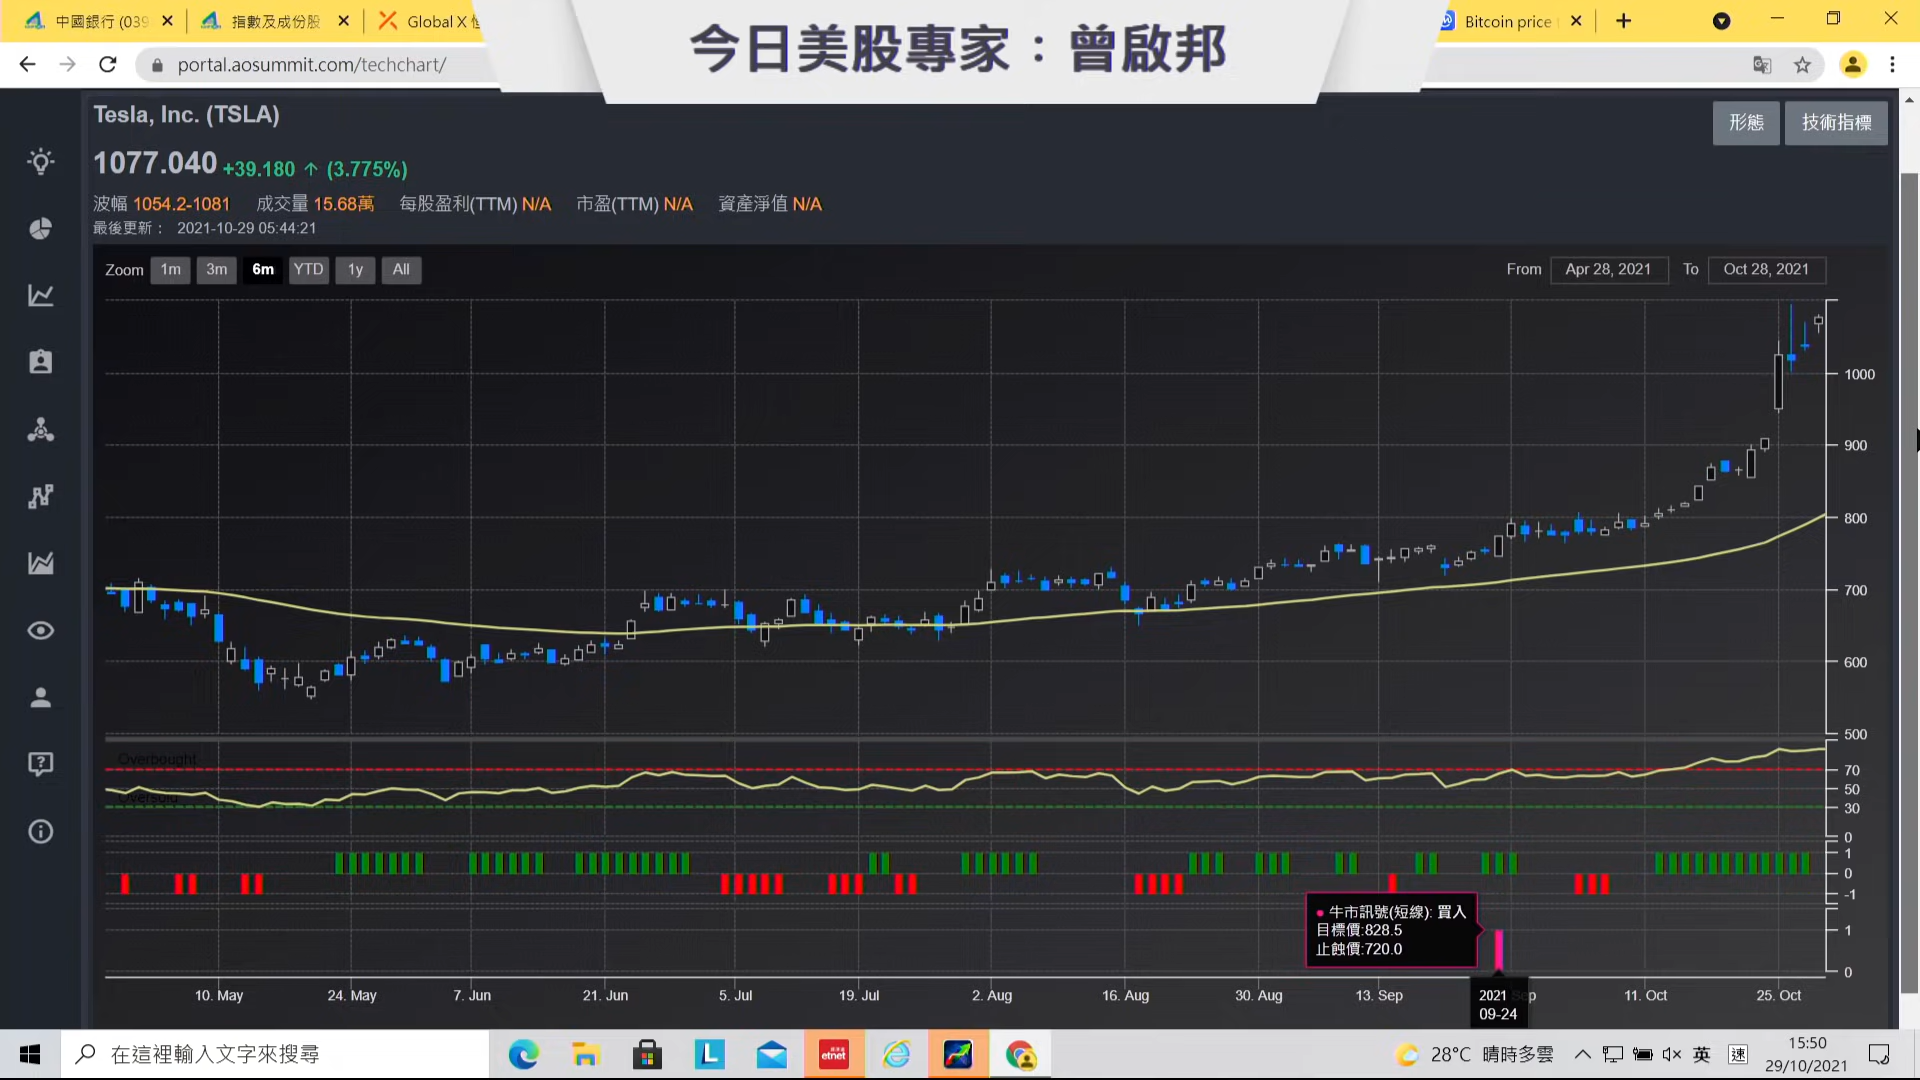 中國銀行 (039
指數及成份股
Global X 恒
今日美股專家：曾啟邦
Bitcoin price
portal.aosummit.com/techchart/
Tesla, Inc. (TSLA)
形態
技術指標
1077.040 +39.180 ↑ (3.775%)
波幅 1054.2-1081 成交量 15.68萬 每股盈利(TTM) N/A 市盈(TTM) N/A 資產淨值 N/A
最後更新： 2021-10-29 05:44:21
Zoom 1m 3m 6m YTD 1y All
From Apr 28, 2021 To Oct 28, 2021
1000
900
800
700
600
500
Overbought
70
50
Oversold
30
0
1
0
-1
牛市訊號(短線): 買入
目標價:828.5
止蝕價:720.0
1
0
10. May 24. May 7. Jun 21. Jun 5. Jul 19. Jul 2. Aug 16. Aug 30. Aug 13. Sep 11. Oct 25. Oct
2021
09-24
在這裡輸入文字來搜尋
L
etnet
28°C 晴時多雲
英
速
15:50
29/10/2021